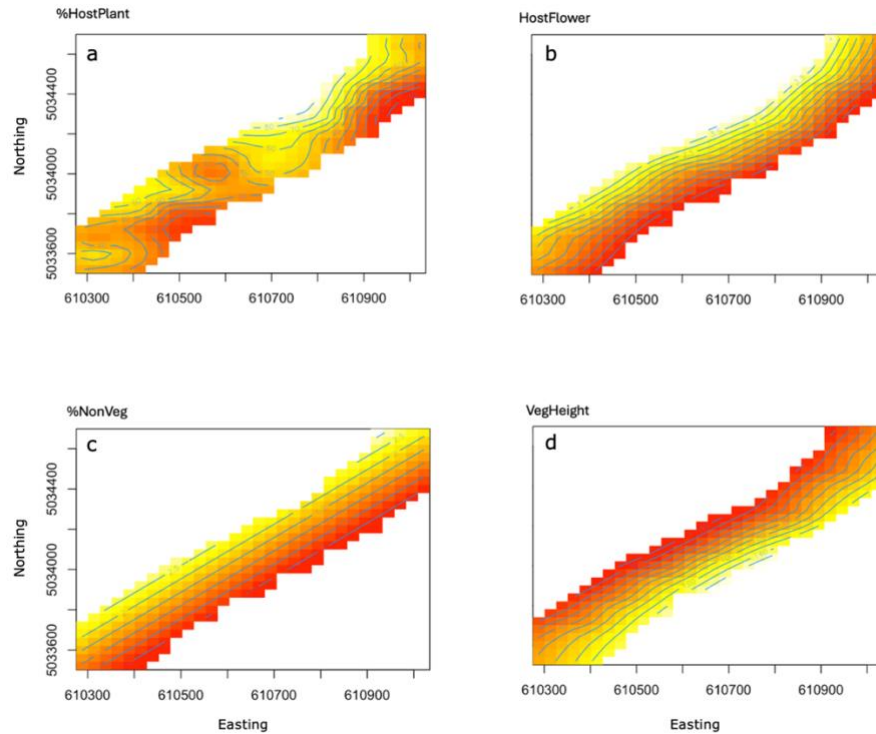 %HostPlant
a
Northing
5034400
5034000
5033600
610300 610500 610700 610900
HostFlower
b
610300 610500 610700 610900
%NonVeg
c
Northing
5034400
5034000
5033600
610300 610500 610700 610900
Easting
VegHeight
d
610300 610500 610700 610900
Easting